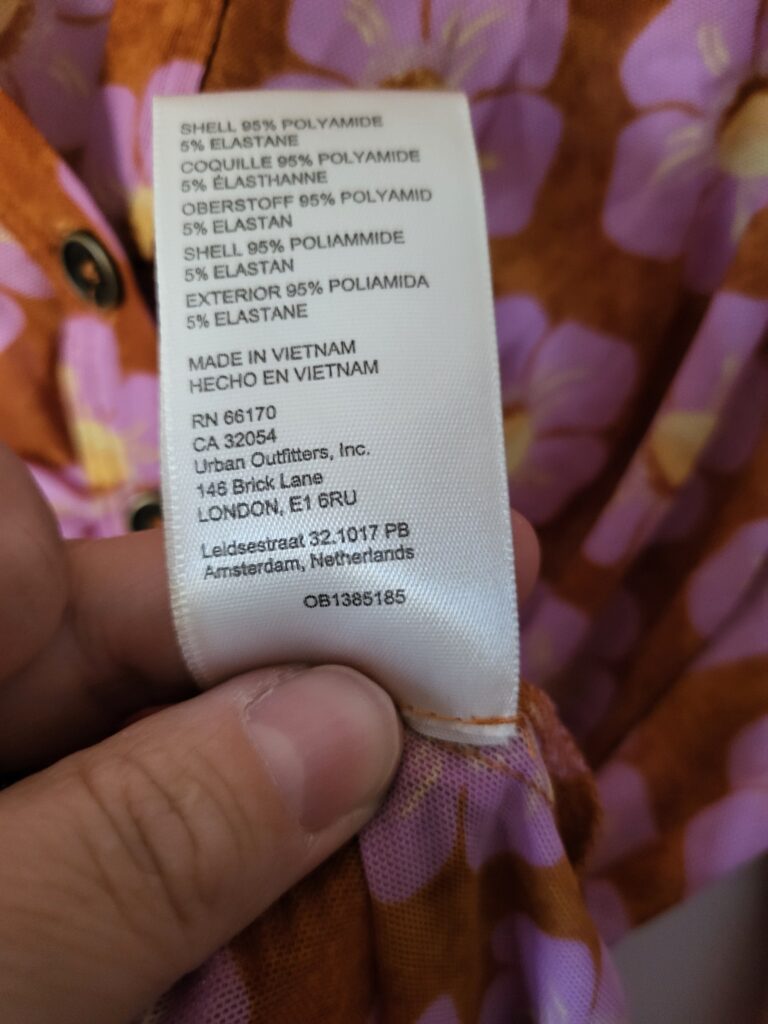 SHELL 95% POLYAMIDE
5% ELASTANE
COQUILLE 95% POLYAMIDE
5% ÉLASTHANNE
OBERSTOFF 95% POLYAMID
5% ELASTAN
SHELL 95% POLIAMMIDE
5% ELASTAN
EXTERIOR 95% POLIAMIDA
5% ELASTANE
MADE IN VIETNAM
HECHO EN VIETNAM
RN 66170
CA 32054
Urban Outfitters, Inc.
146 Brick Lane
LONDON, E1 6RU
Leidsestraat 32.1017 PB
Amsterdam, Netherlands
OB1385185